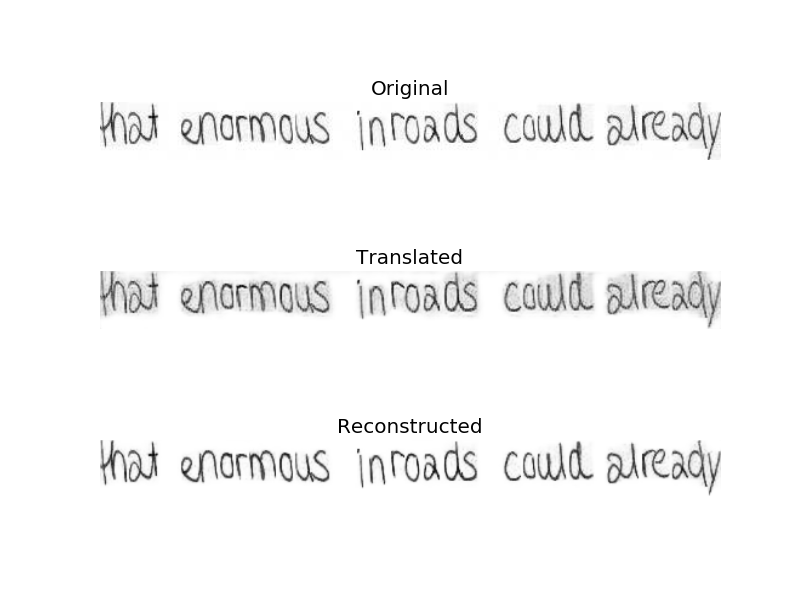 Original
that enormous inroads could already
Translated
that enormous inroads could already
Reconstructed
that enormous inroads could already